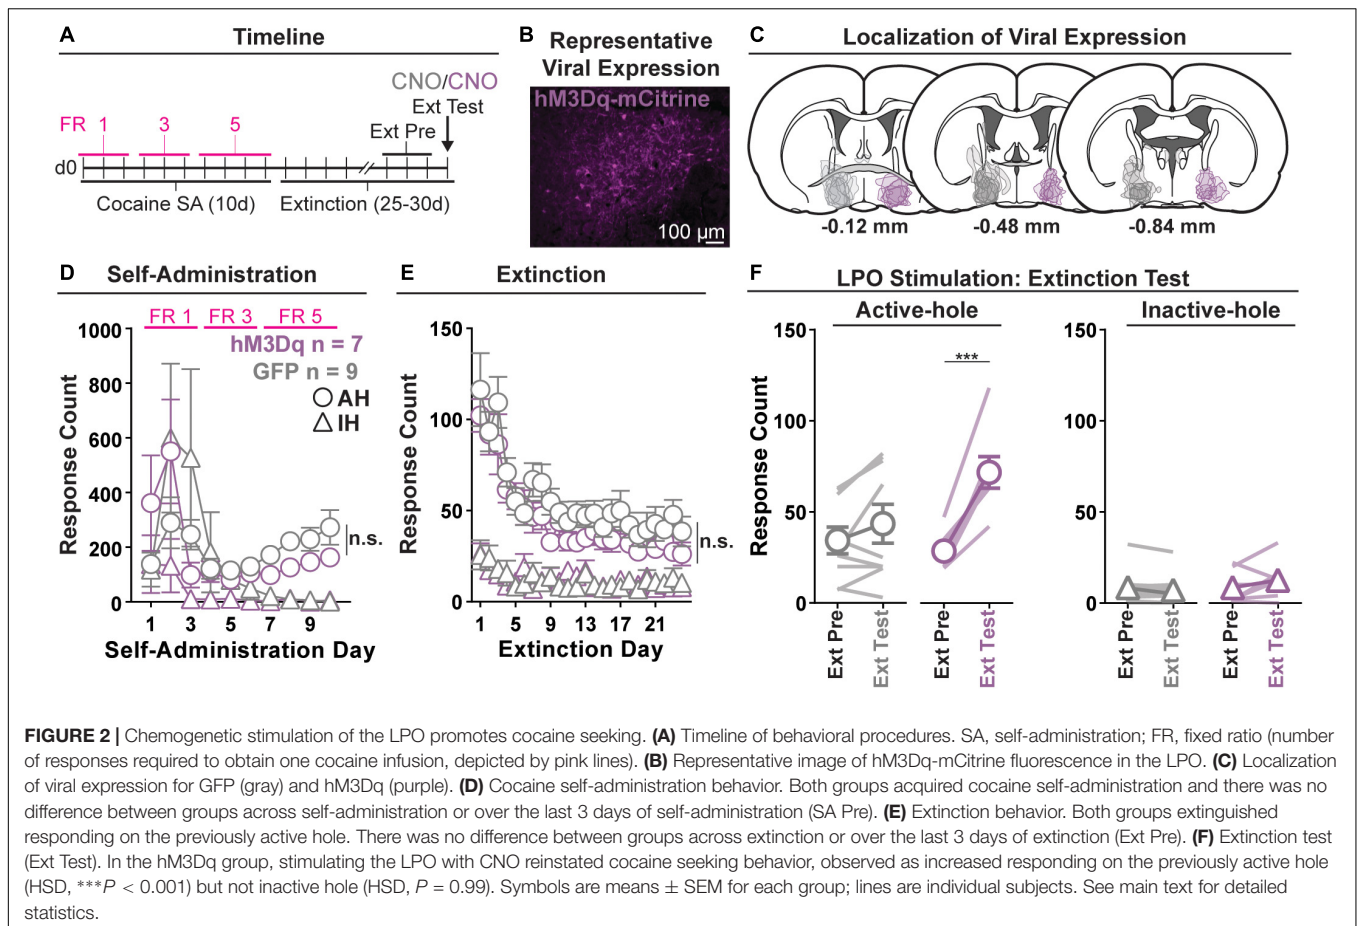 A
Timeline
CNO/CNO
Ext Test
Ext Pre
FR 1 3 5
d0
Cocaine SA (10d)
Extinction (25-30d)
B
Representative
Viral Expression
hM3Dq-mCitrine
100 µm
C
Localization of Viral Expression
-0.12 mm
-0.48 mm
-0.84 mm
D
Self-Administration
FR 1 FR 3 FR 5
hM3Dq n = 7
GFP n = 9
AH
IH
n.s.
Response Count
1000
800
600
400
200
0
1 3 5 7 9
Self-Administration Day
E
Extinction
Response Count
150
100
50
0
n.s.
1 5 9 13 17 21
Extinction Day
F
LPO Stimulation: Extinction Test
Active-hole
Response Count
150
100
50
0
***
Ext Pre
Ext Test
Ext Pre
Ext Test
Inactive-hole
150
100
50
0
Ext Pre
Ext Test
Ext Pre
Ext Test
FIGURE 2 | Chemogenetic stimulation of the LPO promotes cocaine seeking. (A) Timeline of behavioral procedures. SA, self-administration; FR, fixed ratio (number
of responses required to obtain one cocaine infusion, depicted by pink lines). (B) Representative image of hM3Dq-mCitrine fluorescence in the LPO. (C) Localization
of viral expression for GFP (gray) and hM3Dq (purple). (D) Cocaine self-administration behavior. Both groups acquired cocaine self-administration and there was no
difference between groups across self-administration or over the last 3 days of self-administration (SA Pre). (E) Extinction behavior. Both groups extinguished
responding on the previously active hole. There was no difference between groups across extinction or over the last 3 days of extinction (Ext Pre). (F) Extinction test
(Ext Test). In the hM3Dq group, stimulating the LPO with CNO reinstated cocaine seeking behavior, observed as increased responding on the previously active hole
(HSD, ***P < 0.001) but not inactive hole (HSD, P = 0.99). Symbols are means ± SEM for each group; lines are individual subjects. See main text for detailed
statistics.